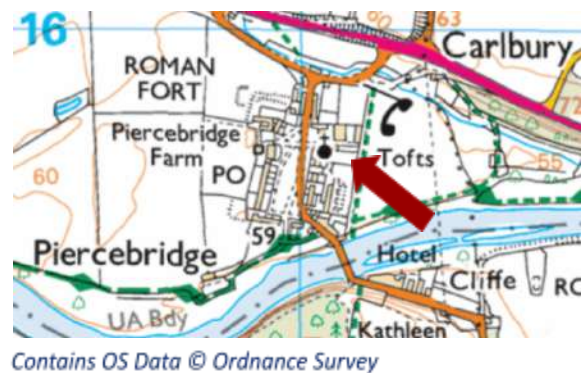 16
63
Carlbury
ROMAN
FORT
Piercebridge
Farm
Tofts
55
60
PO
59
Piercebridge
Hotel
Cliffe
UA Bdy
Kathleen
Contains OS Data © Ordnance Survey